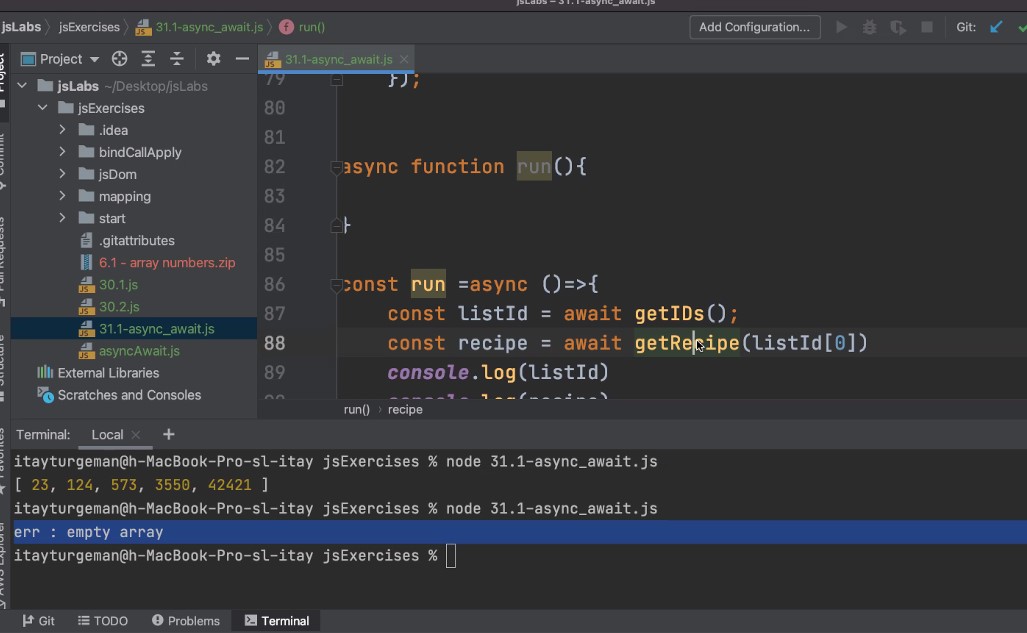 jsLabs – 31.1-async_await.js
jsLabs jsExercises 31.1-async_await.js run()
Add Configuration...
Git:
Project
31.1-async_await.js
jsLabs ~/Desktop/jsLabs
jsExercises
.idea
bindCallApply
jsDom
mapping
start
.gitattributes
6.1 - array numbers.zip
30.1.js
30.2.js
31.1-async_await.js
asyncAwait.js
External Libraries
Scratches and Consoles
Project
Commit
Pull Requests
Structure
Favorites
AWS Explorer
79 });
80
81
82 async function run(){
83
84 }
85
86 const run =async ()=>{
87 const listId = await getIDs();
88 const recipe = await getRecipe(listId[0])
89 console.log(listId)
console.log(recipe)
run() recipe
Terminal: Local
itayturgeman@h-MacBook-Pro-sl-itay jsExercises % node 31.1-async_await.js
[ 23, 124, 573, 3550, 42421 ]
itayturgeman@h-MacBook-Pro-sl-itay jsExercises % node 31.1-async_await.js
err : empty array
itayturgeman@h-MacBook-Pro-sl-itay jsExercises %
Git TODO Problems Terminal